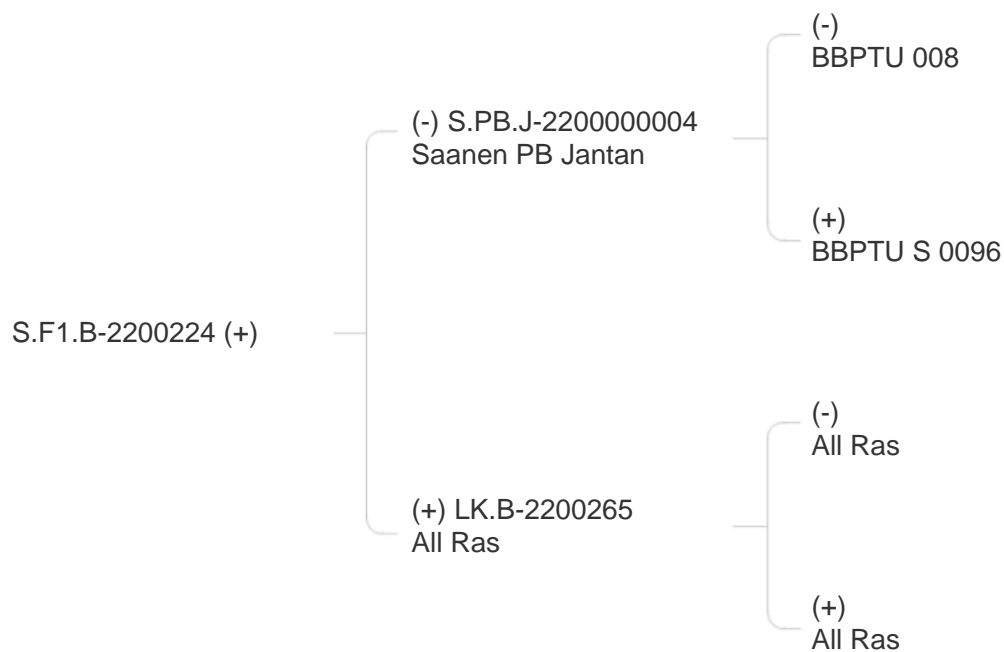 (-)
BBPTU 008
(-) S.PB.J-2200000004
Saanen PB Jantan
(+)
BBPTU S 0096
S.F1.B-2200224 (+)
(-)
All Ras
(+) LK.B-2200265
All Ras
(+)
All Ras